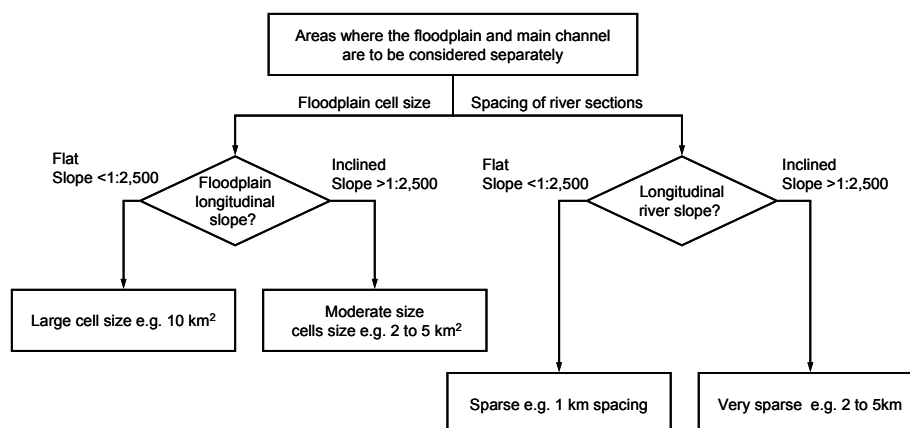 Areas where the floodplain and main channel
are to be considered separately
Floodplain cell size
Spacing of river sections
Flat
Slope <1:2,500
Inclined
Slope >1:2,500
Floodplain
longitudinal
slope?
Flat
Slope <1:2,500
Inclined
Slope >1:2,500
Longitudinal
river slope?
Large cell size e.g. 10 km²
Moderate size
cells size e.g. 2 to 5 km²
Sparse e.g. 1 km spacing
Very sparse e.g. 2 to 5km